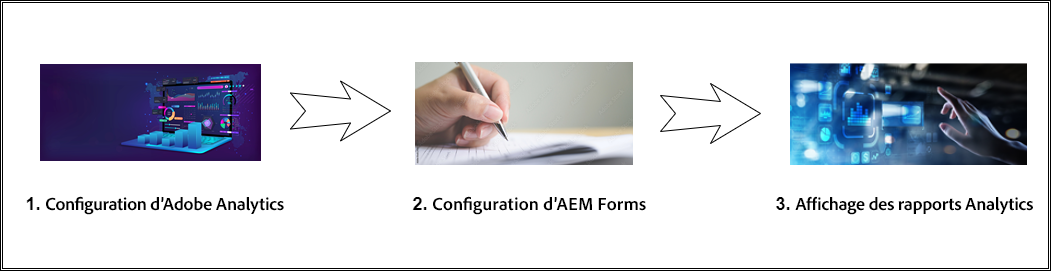 1. Configuration d'Adobe Analytics
2. Configuration d'AEM Forms
3. Affichage des rapports Analytics